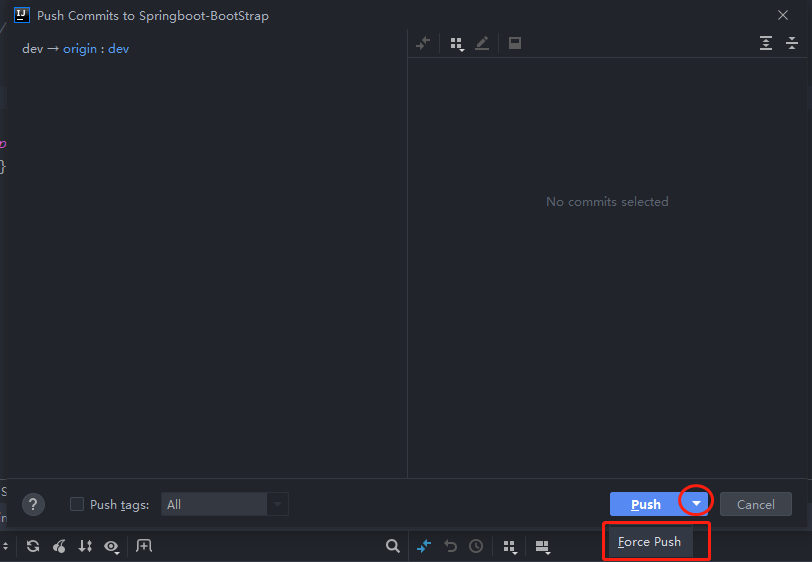 Push Commits to Springboot-BootStrap
dev → origin : dev
No commits selected
? Push tags: All
Push
Cancel
Force Push